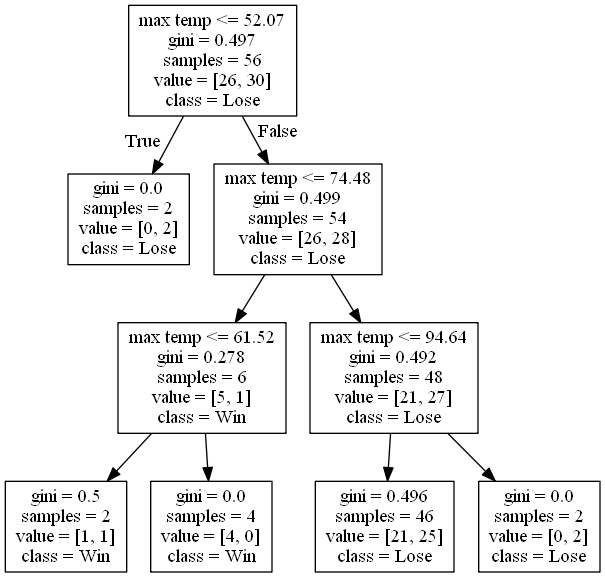 max temp <= 52.07
gini = 0.497
samples = 56
value = [26, 30]
class = Lose
True
False
gini = 0.0
samples = 2
value = [0, 2]
class = Lose
max temp <= 74.48
gini = 0.499
samples = 54
value = [26, 28]
class = Lose
max temp <= 61.52
gini = 0.278
samples = 6
value = [5, 1]
class = Win
max temp <= 94.64
gini = 0.492
samples = 48
value = [21, 27]
class = Lose
gini = 0.5
samples = 2
value = [1, 1]
class = Win
gini = 0.0
samples = 4
value = [4, 0]
class = Win
gini = 0.496
samples = 46
value = [21, 25]
class = Lose
gini = 0.0
samples = 2
value = [0, 2]
class = Lose